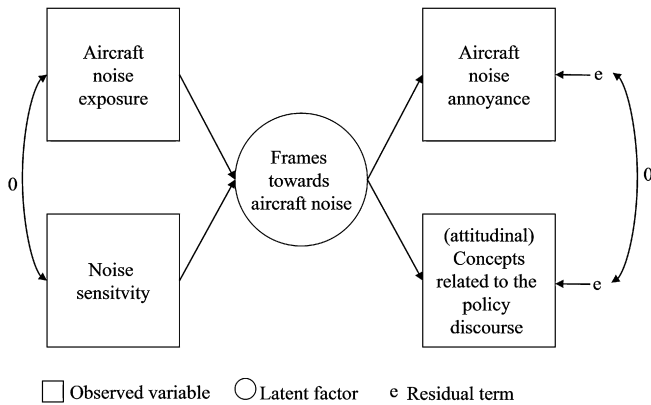 Aircraft
noise
exposure
Aircraft
noise
annoyance
e
Frames
towards
aircraft noise
0
0
Noise
sensitvity
(attitudinal)
Concepts
related to the
policy
discourse
e
Observed variable
Latent factor
e Residual term